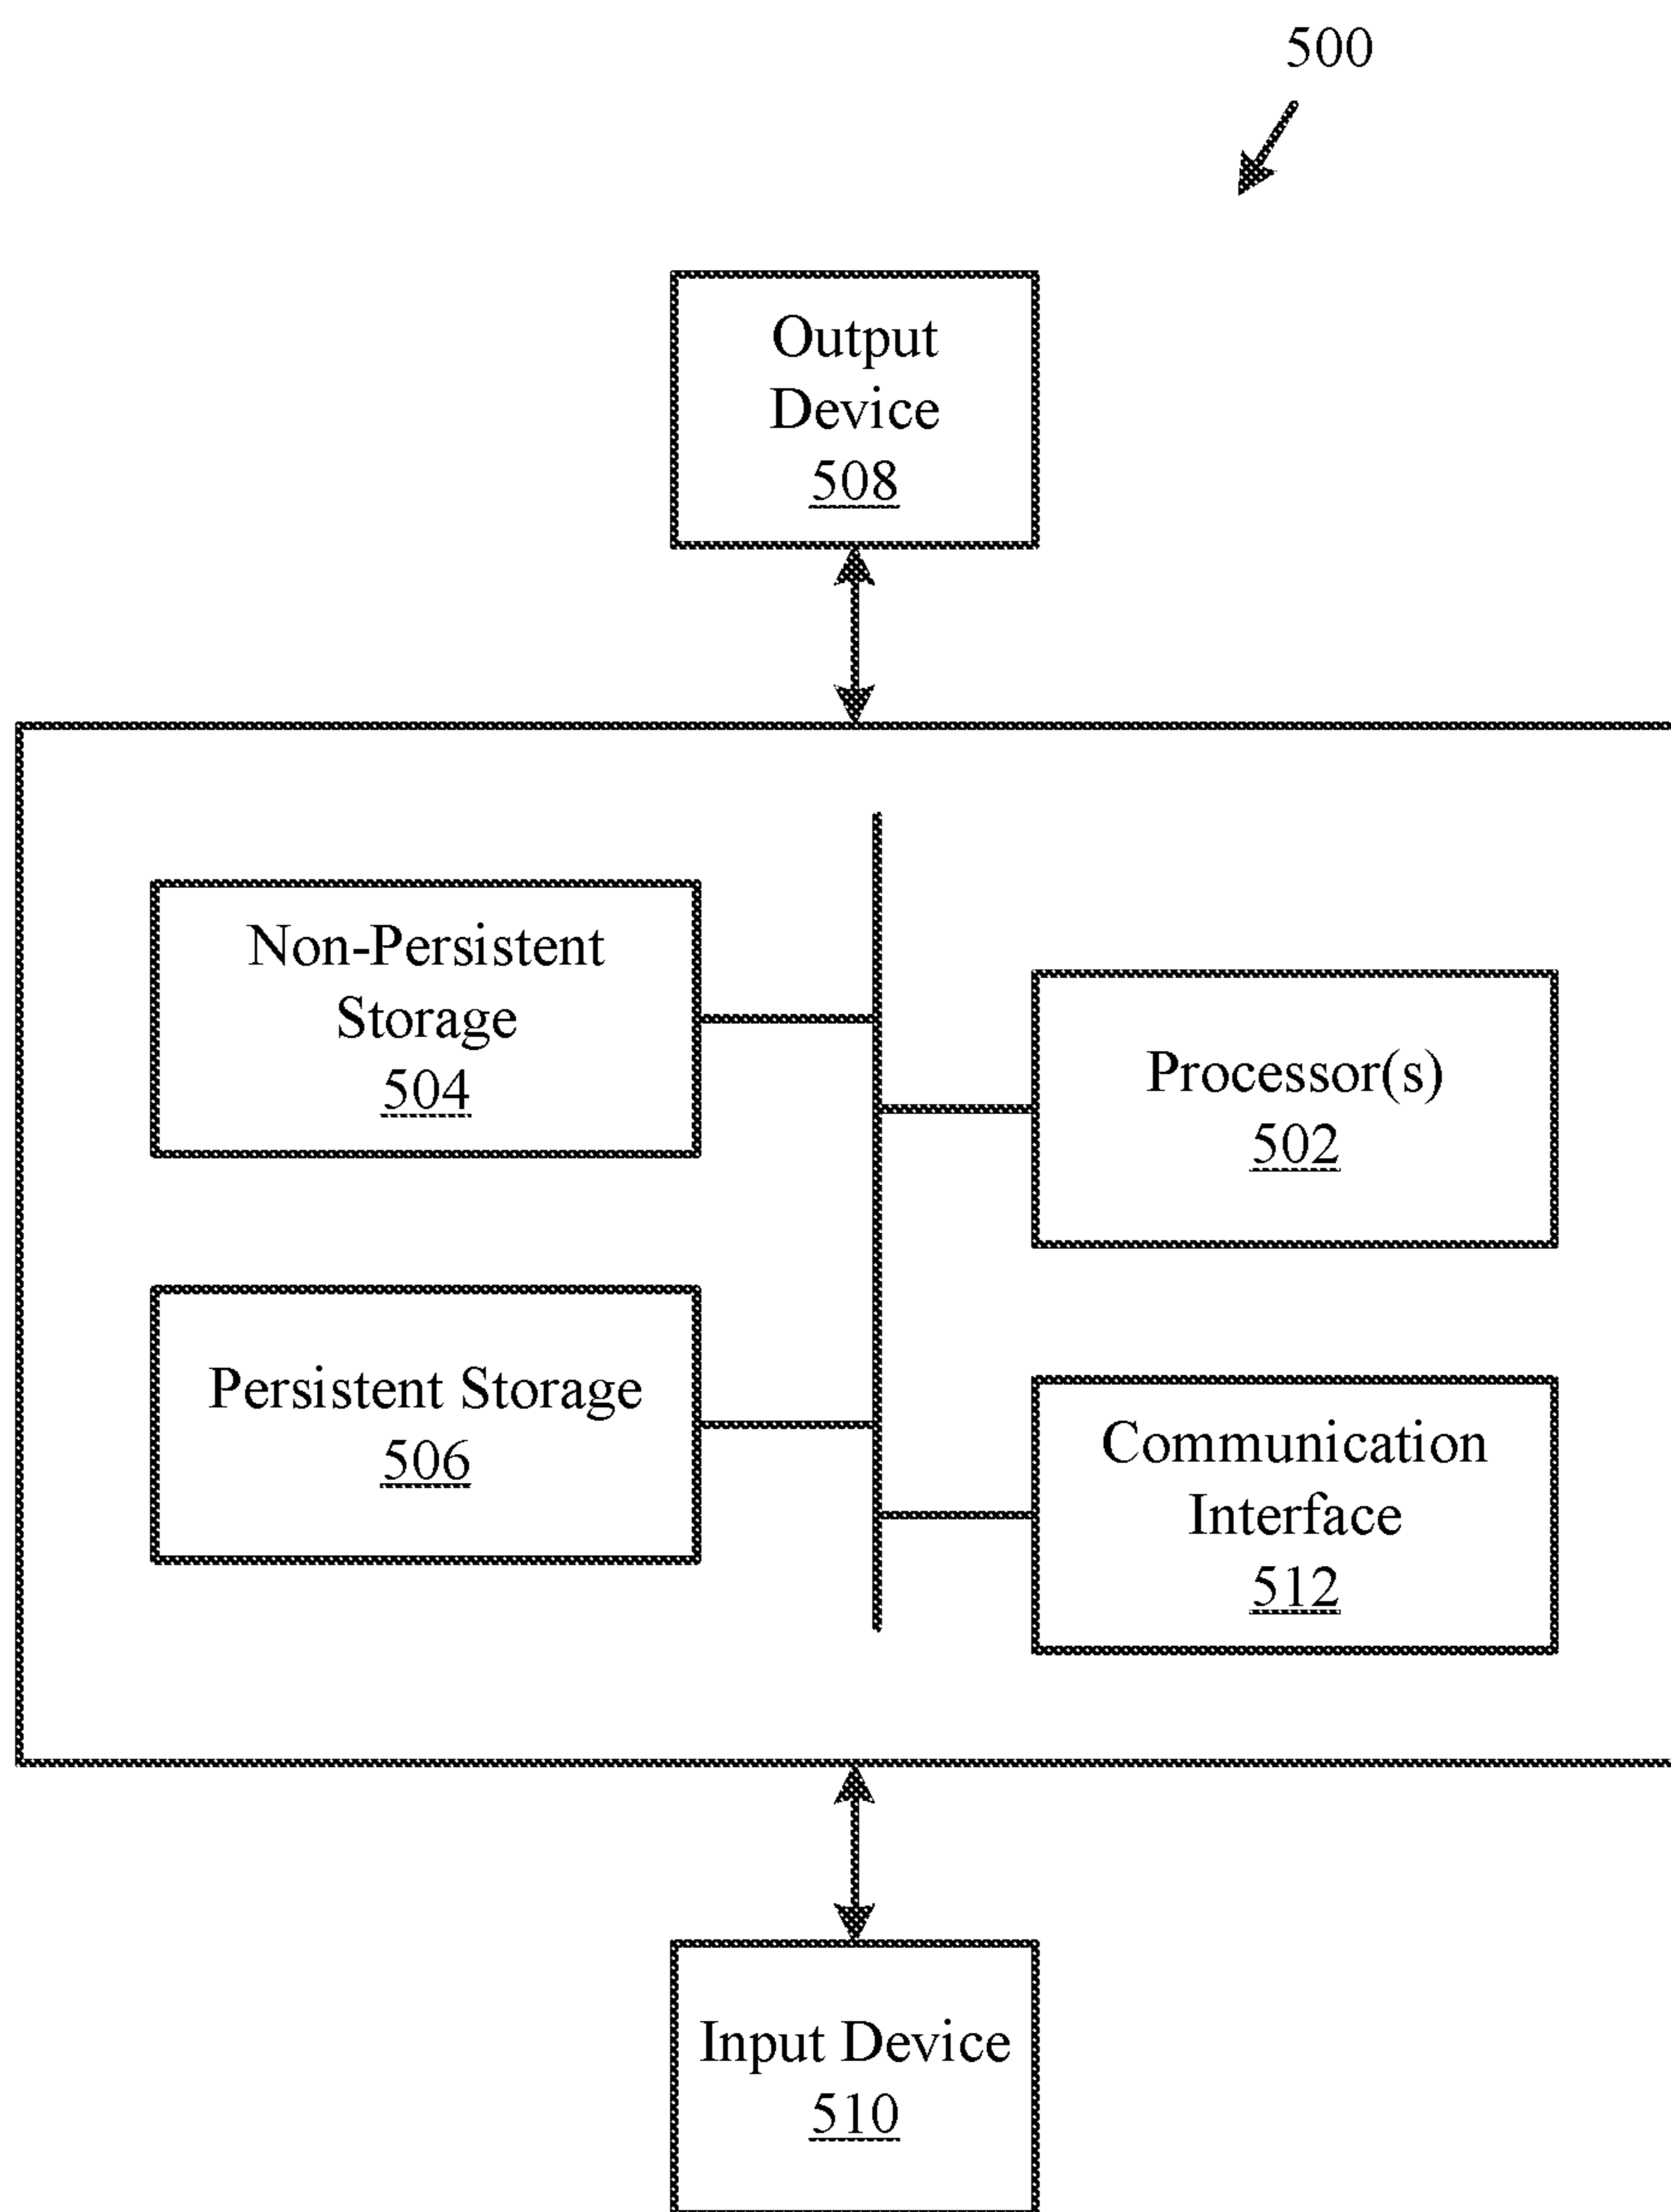 500
Output
Device
508
Non-Persistent
Storage
504
Processor(s)
502
Persistent Storage
506
Communication
Interface
512
Input Device
510